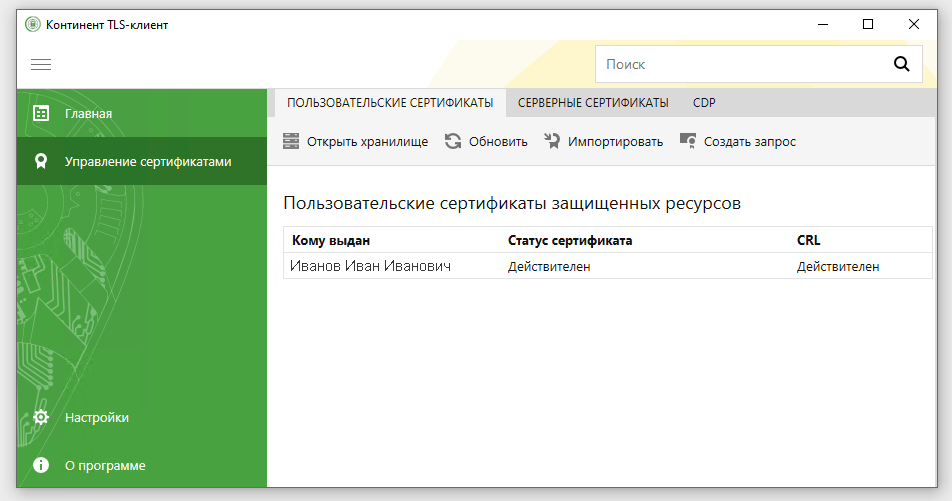 Континент TLS-клиент
Поиск
Главная
Управление сертификатами
Настройки
О программе
ПОЛЬЗОВАТЕЛЬСКИЕ СЕРТИФИКАТЫ СЕРВЕРНЫЕ СЕРТИФИКАТЫ CDP
Открыть хранилище Обновить Импортировать Создать запрос
Пользовательские сертификаты защищенных ресурсов
Кому выдан Статус сертификата CRL
Иванов Иван Иванович Действителен Действителен